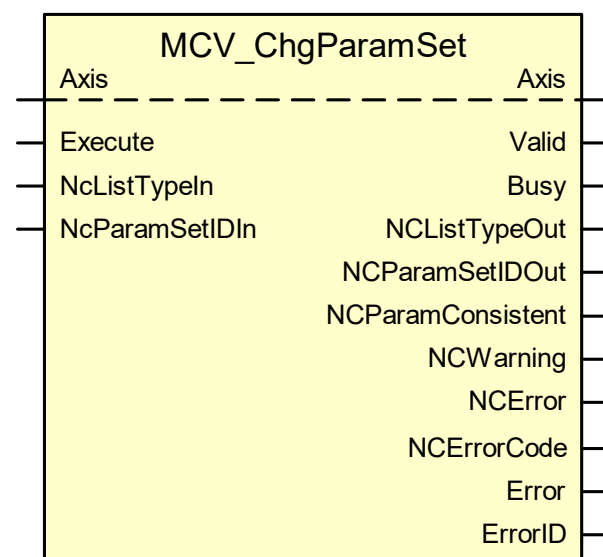 MCV_ChgParamSet
Axis Axis
Execute Valid
NcListTypeIn Busy
NcParamSetIDIn NCListTypeOut
NCParamSetIDOut
NCParamConsistent
NCWarning
NCError
NCErrorCode
Error
ErrorID